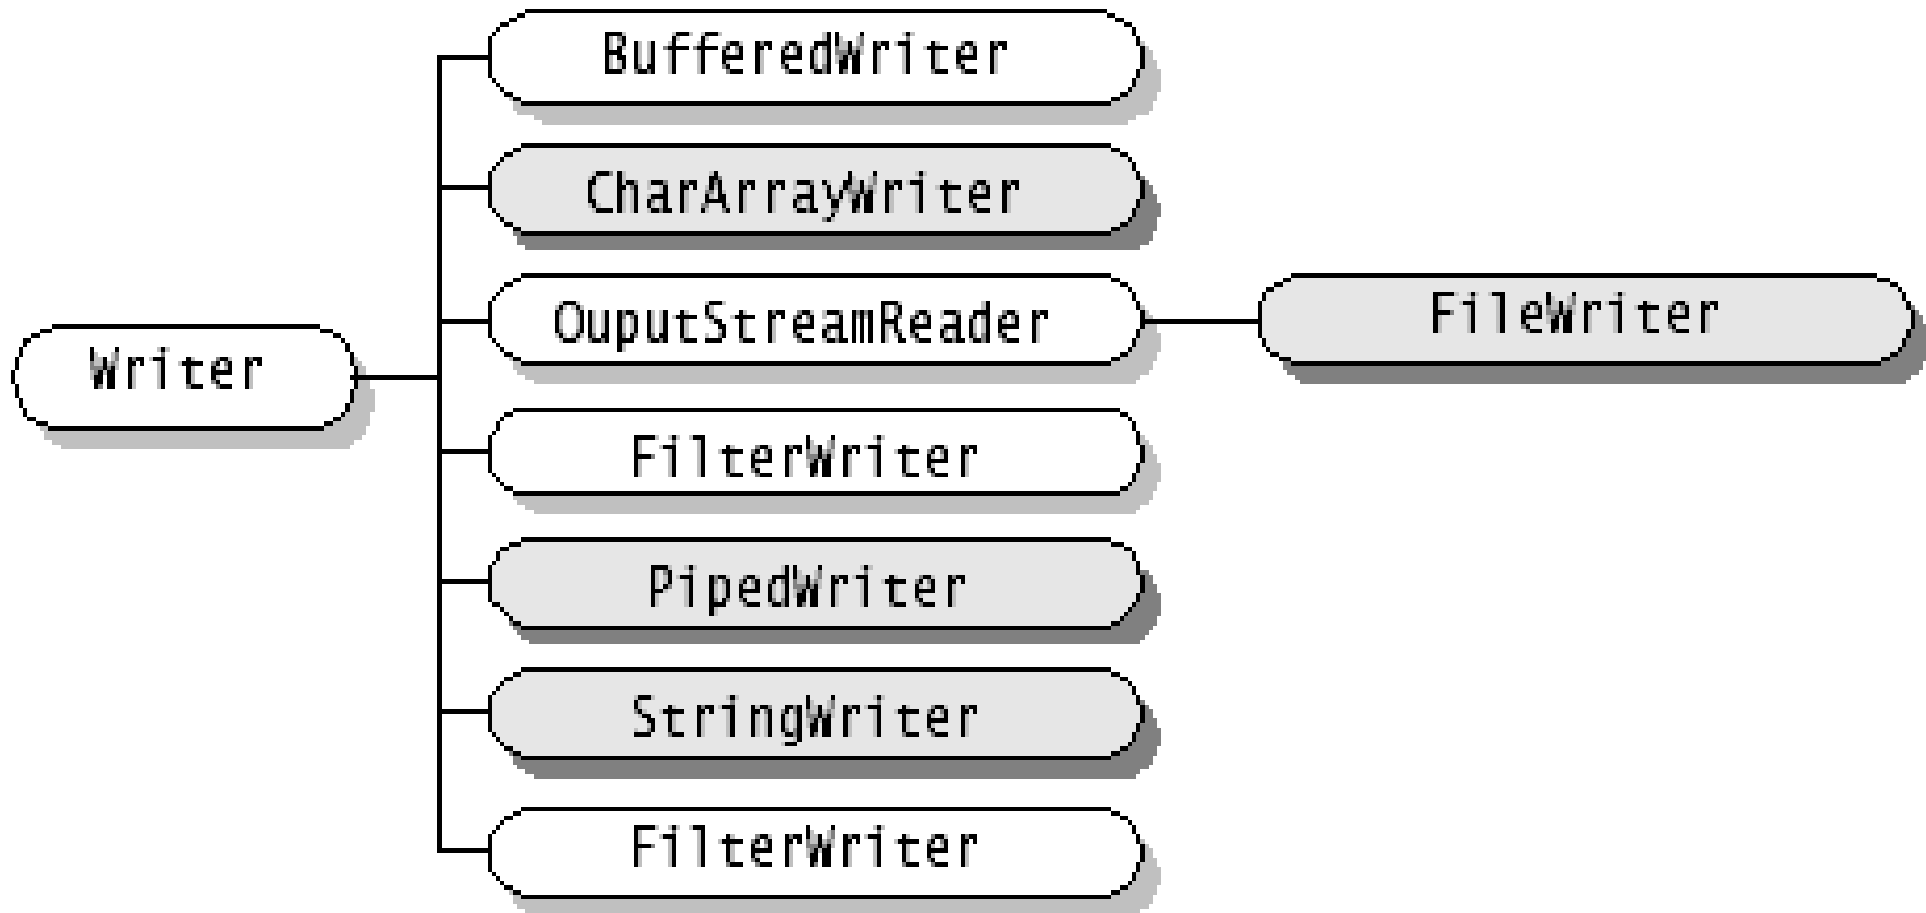 Writer
BufferedWriter
CharArrayWriter
OuputStreamReader
FileWriter
FilterWriter
PipedWriter
StringWriter
FilterWriter